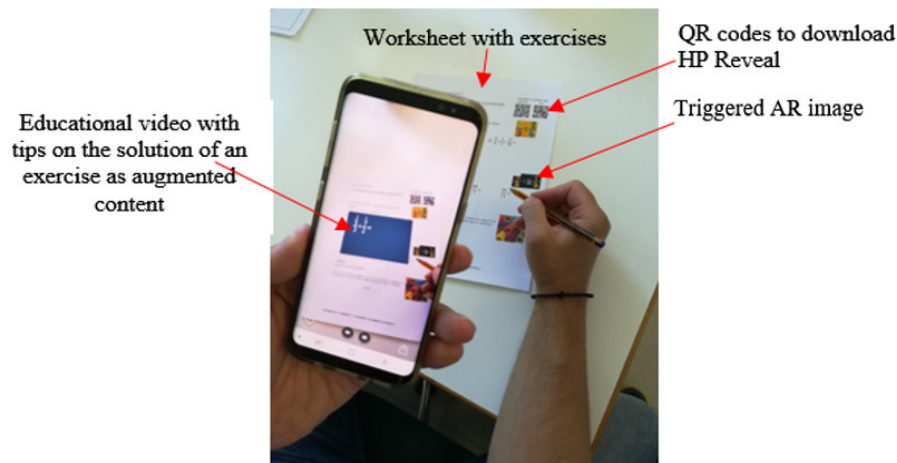 Worksheet with exercises
QR codes to download
HP Reveal
Triggered AR image
Educational video with
tips on the solution of an
exercise as augmented
content